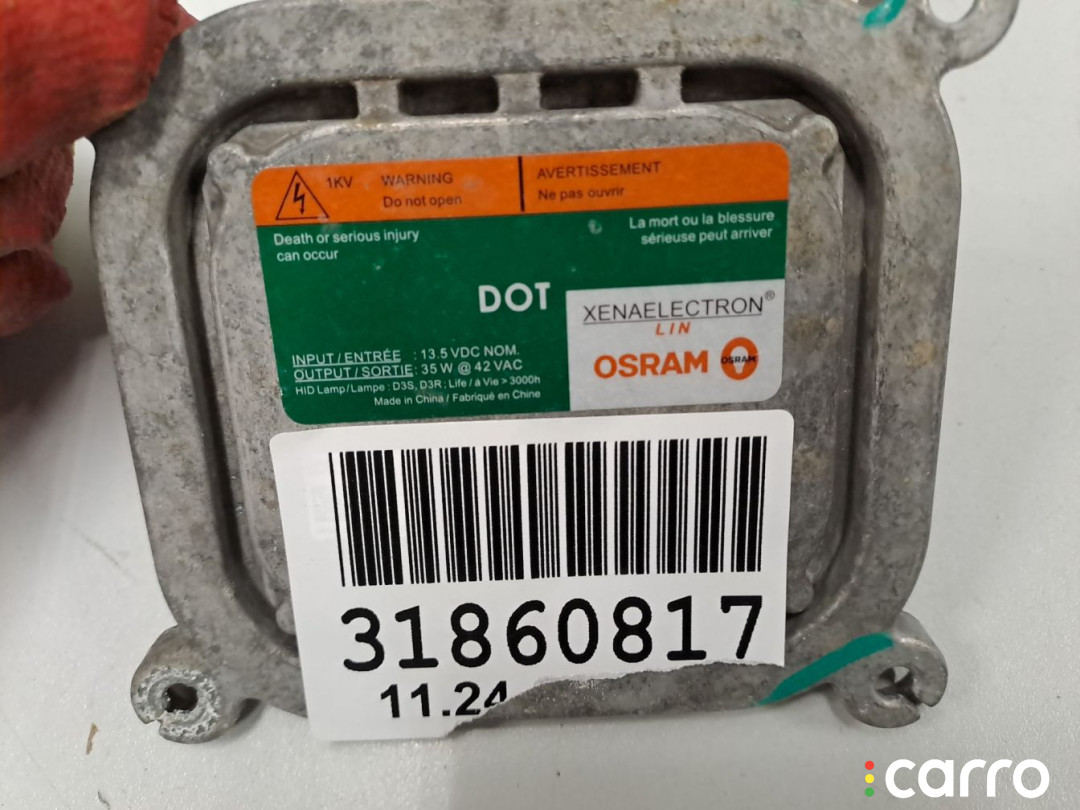 1KV WARNING
Do not open
AVERTISSEMENT
Ne pas ouvrir
Death or serious injury
can occur
La mort ou la blessure
sérieuse peut arriver
DOT
XENAELECTRON®
LIN
OSRAM OSRAM
INPUT/ENTRÉE : 13.5 VDC NOM.
OUTPUT/SORTIE : 35 W @ 42 VAC
HID Lamp/Lampe : D3S, D3R ; Life / à Vie > 3000h
Made in China / Fabriqué en Chine
31860817
11.24
carro